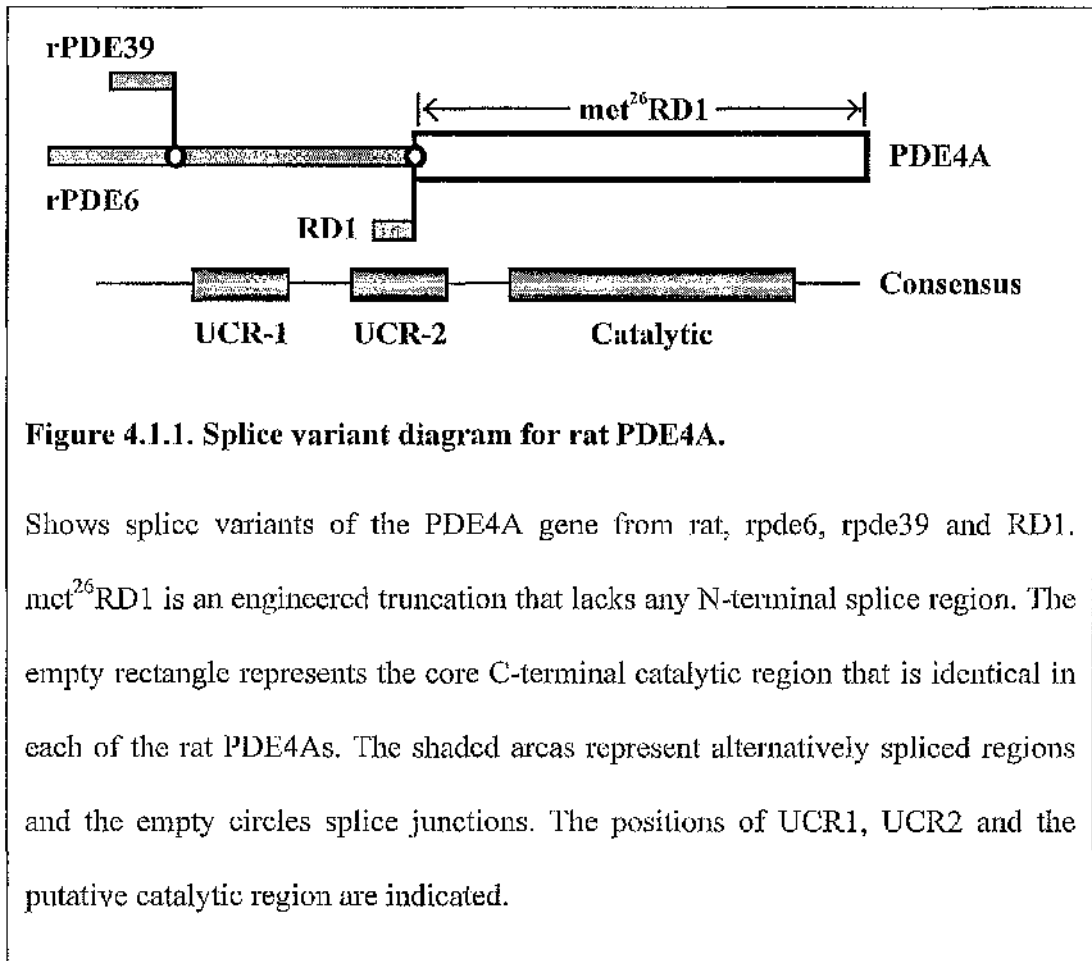 rPDE39
met²⁶RD1
PDE4A
rPDE6
RD1
Consensus
UCR-1 UCR-2 Catalytic
Figure 4.1.1. Splice variant diagram for rat PDE4A.
Shows splice variants of the PDE4A gene from rat, rpde6, rpde39 and RD1.
met²⁶RD1 is an engineered truncation that lacks any N-terminal splice region. The
empty rectangle represents the core C-terminal catalytic region that is identical in
each of the rat PDE4As. The shaded areas represent alternatively spliced regions
and the empty circles splice junctions. The positions of UCR1, UCR2 and the
putative catalytic region are indicated.